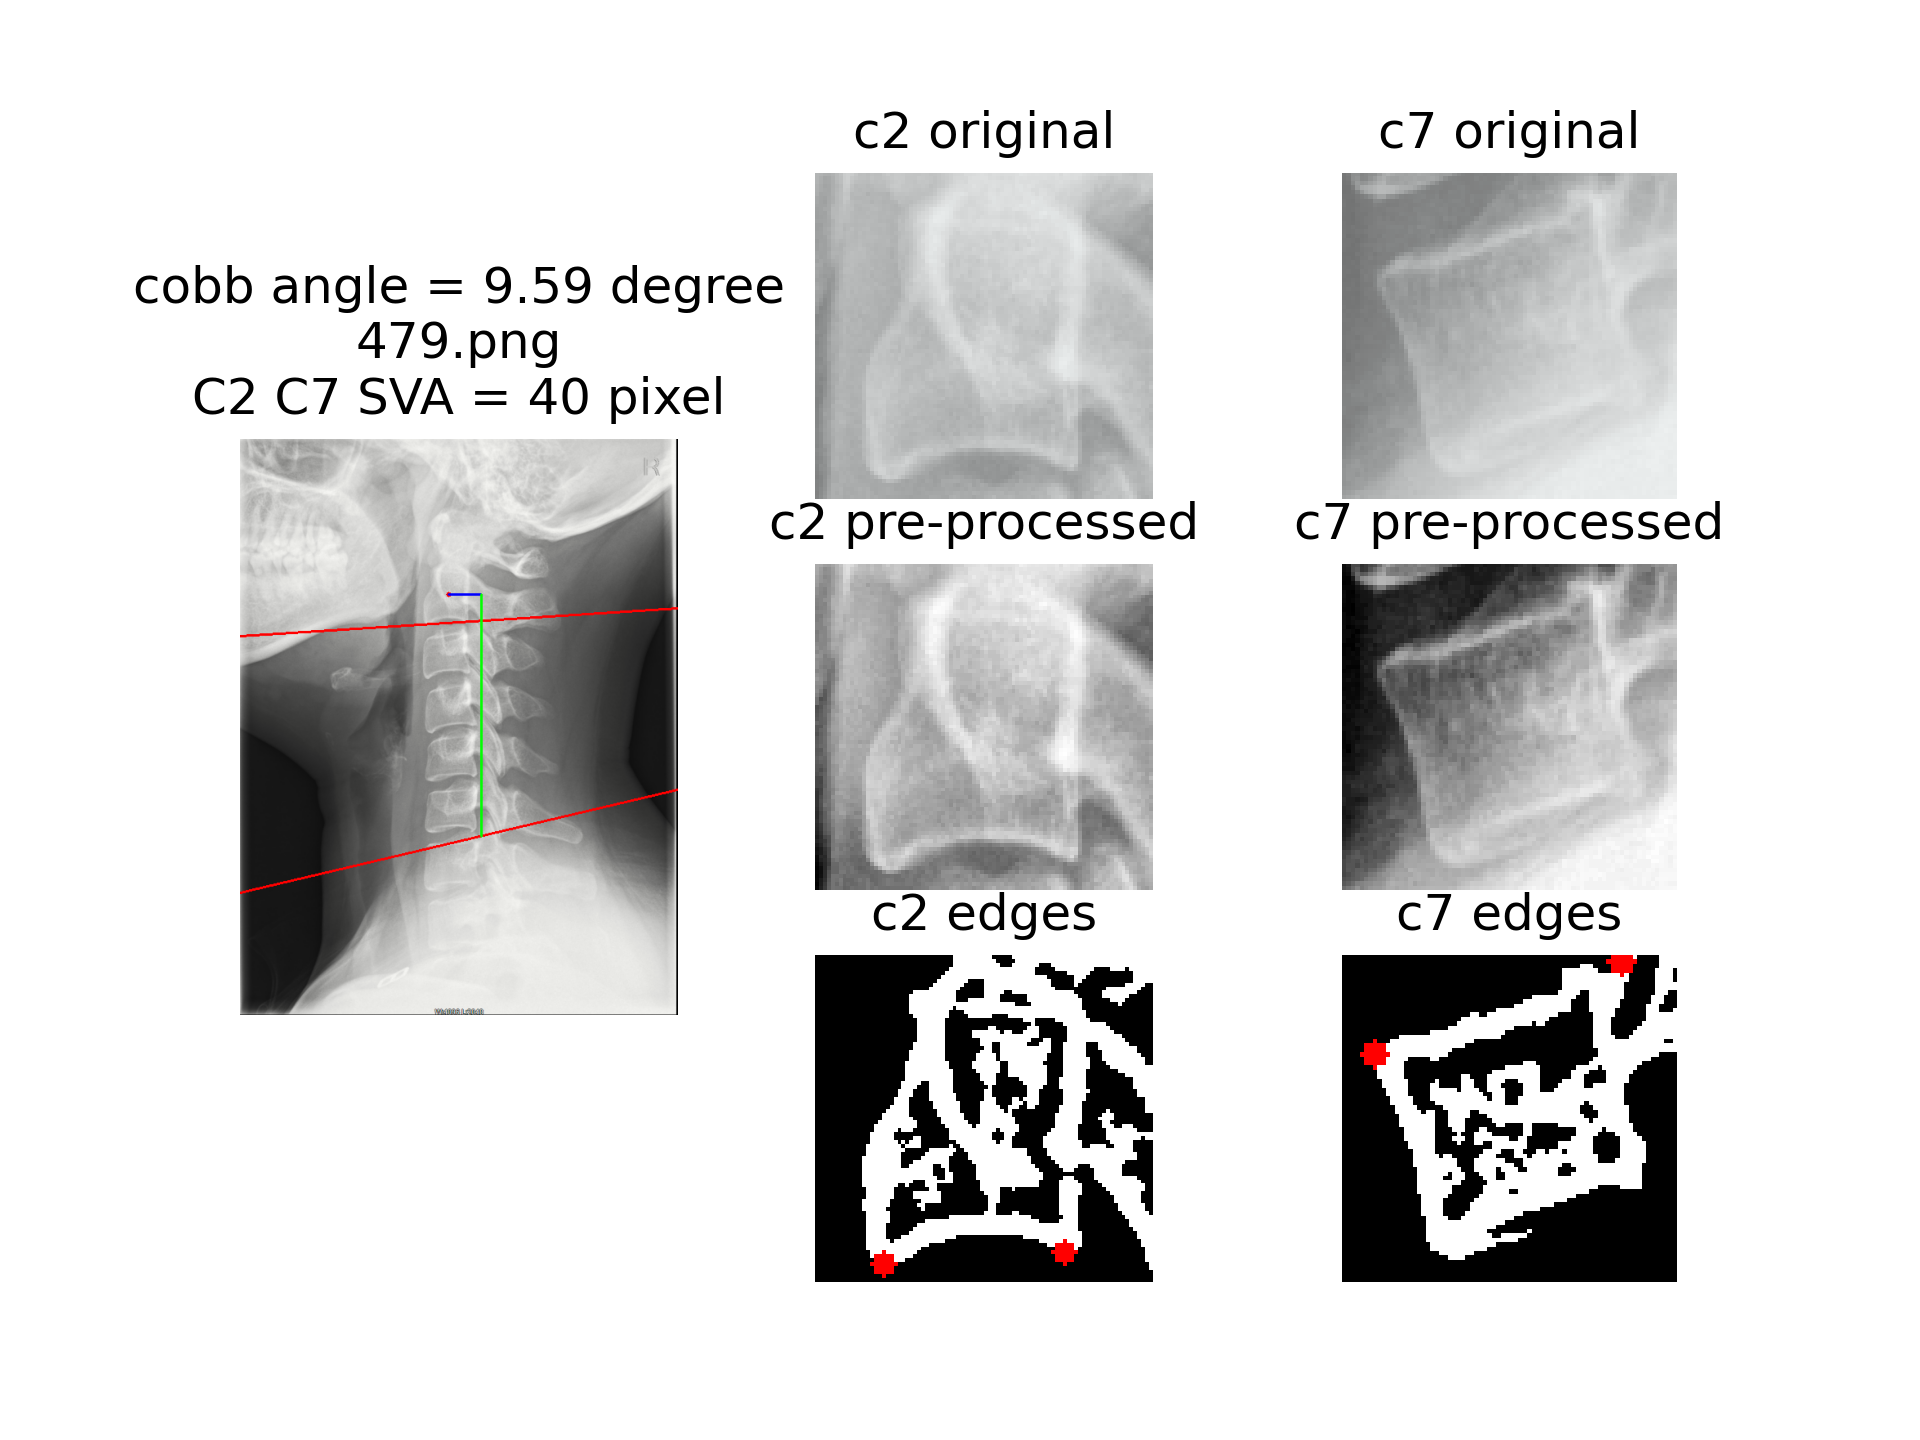 cobb angle = 9.59 degree
479.png
C2 C7 SVA = 40 pixel
R
c2 original
c7 original
c2 pre-processed
c7 pre-processed
c2 edges
c7 edges